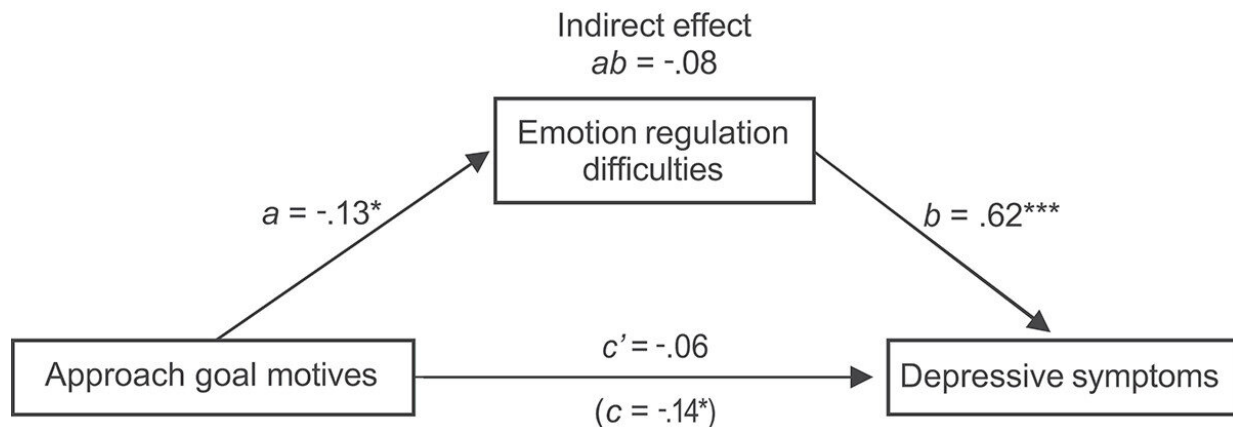 Indirect effect
ab = -.08
Emotion regulation
difficulties
a = -.13*
b = .62***
Approach goal motives
c’ = -.06
(c = -.14*)
Depressive symptoms